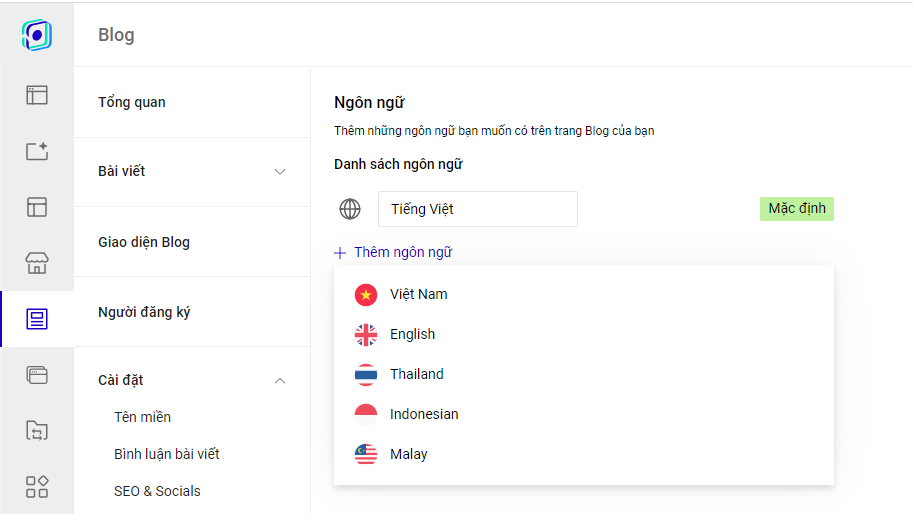 Blog
Tổng quan
Bài viết
Giao diện Blog
Người đăng ký
Cài đặt
Tên miền
Bình luận bài viết
SEO & Socials
Ngôn ngữ
Thêm những ngôn ngữ bạn muốn có trên trang Blog của bạn
Danh sách ngôn ngữ
Tiếng Việt
Mặc định
Thêm ngôn ngữ
Việt Nam
English
Thailand
Indonesian
Malay